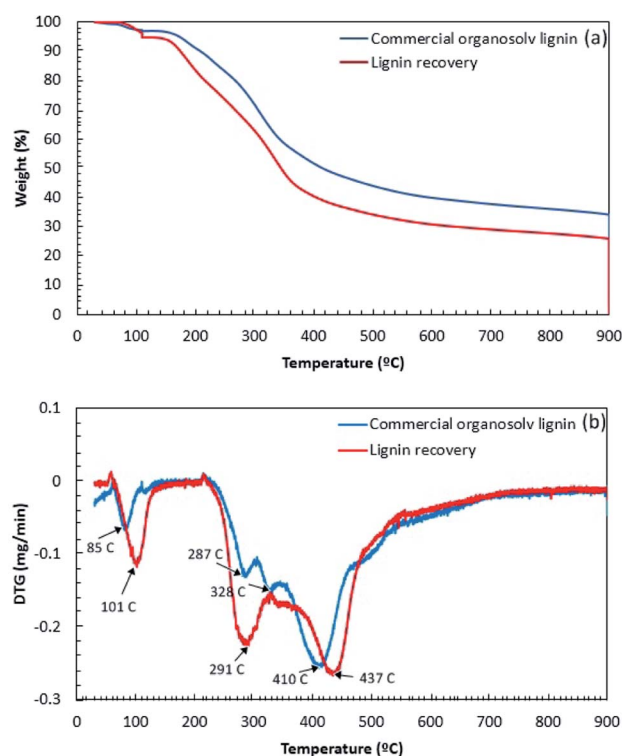 100
90
80
70
60
50
40
30
20
10
0
Weight (%)
Commercial organosolv lignin (a)
Lignin recovery
0 100 200 300 400 500 600 700 800 900
Temperature (ºC)
0.1
0
-0.1
-0.2
-0.3
DTG (mg/min)
Commercial organosolv lignin (b)
Lignin recovery
85 C
101 C
287 C
328 C
291 C
410 C
437 C
0 100 200 300 400 500 600 700 800 900
Temperature (ºC)